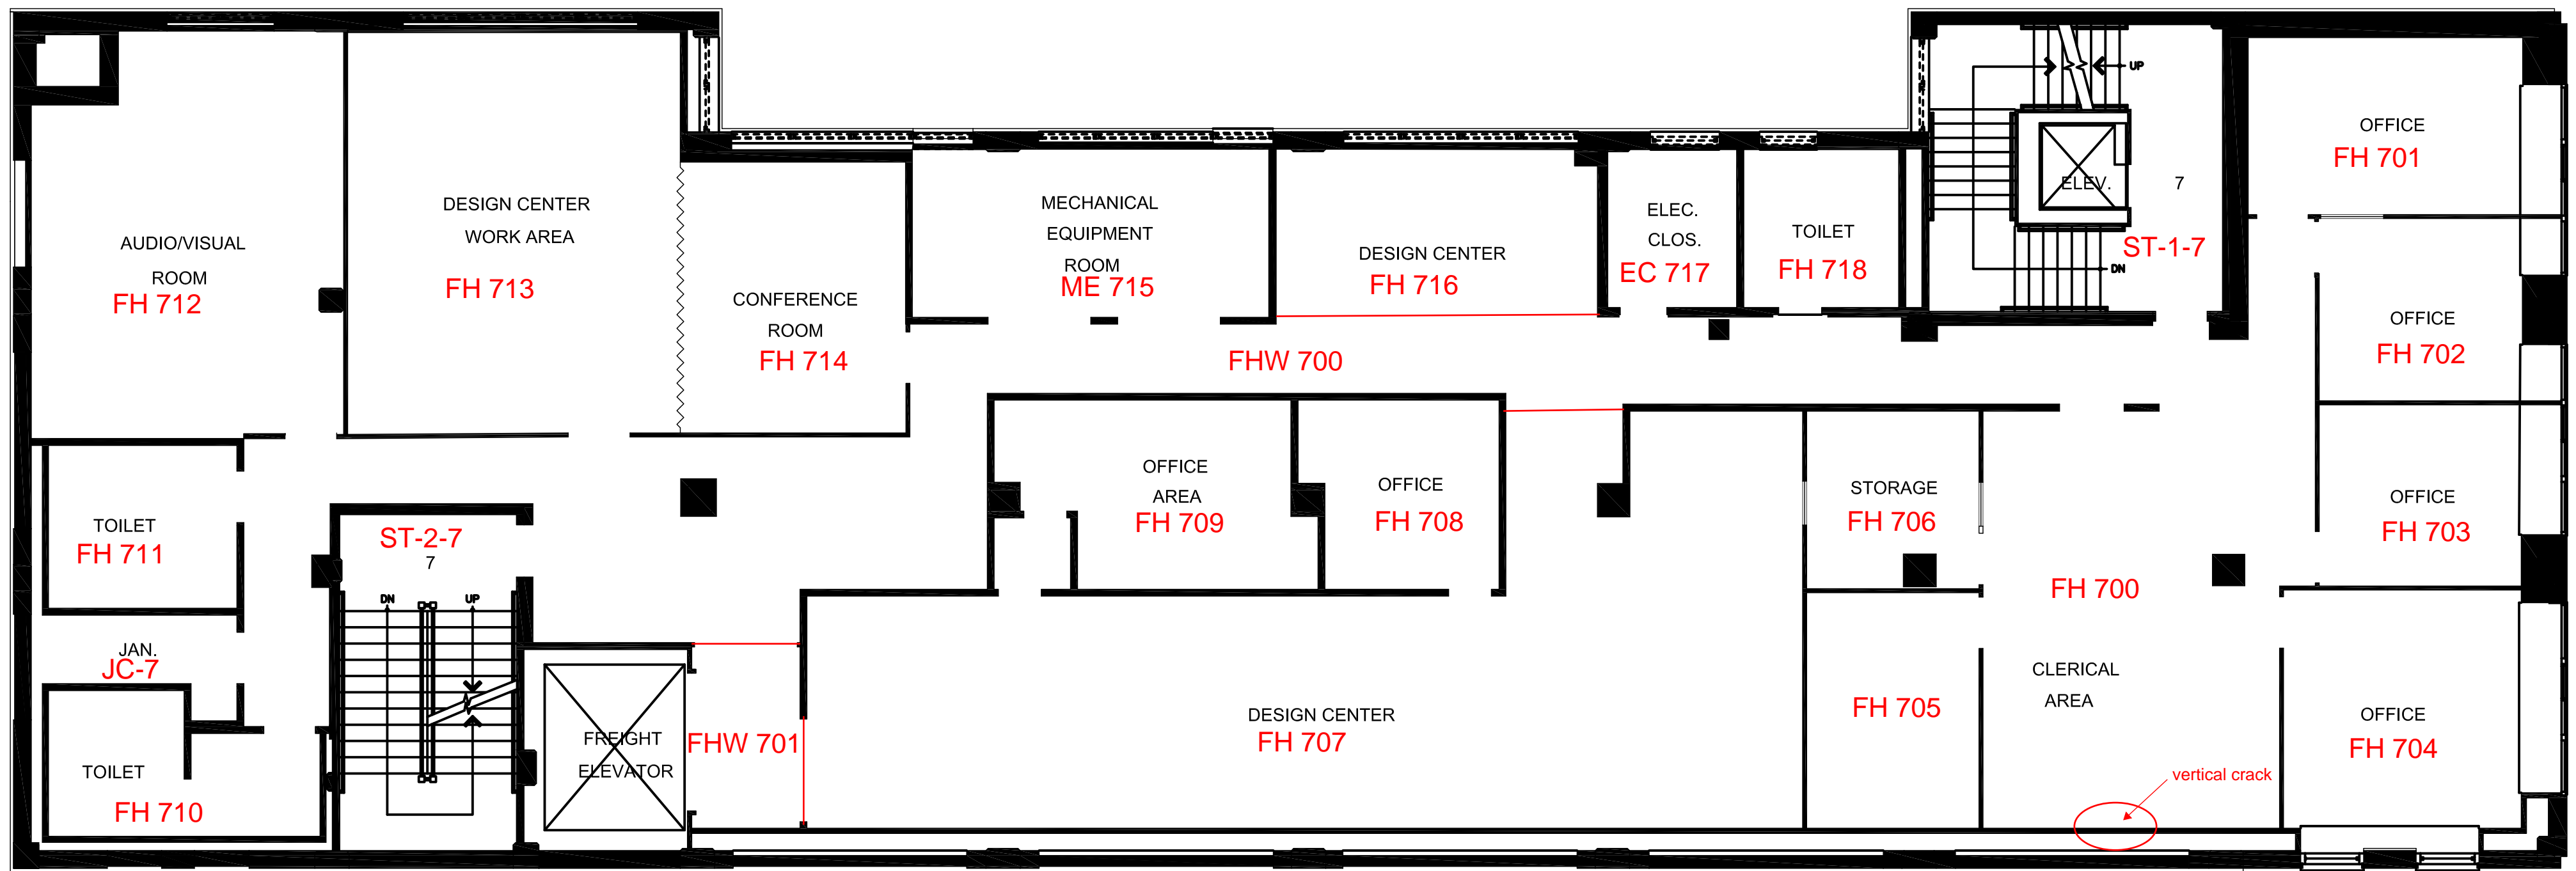 AUDIO/VISUAL
ROOM
FH 712
DESIGN CENTER
WORK AREA
FH 713
CONFERENCE
ROOM
FH 714
MECHANICAL
EQUIPMENT
ROOM
ME 715
DESIGN CENTER
FH 716
ELEC.
CLOS.
EC 717
TOILET
FH 718
UP
ELEV.
7
ST-1-7
DN
OFFICE
FH 701
OFFICE
FH 702
FHW 700
OFFICE
FH 703
TOILET
FH 711
ST-2-7
7
DN
UP
OFFICE
AREA
FH 709
OFFICE
FH 708
STORAGE
FH 706
FH 700
JAN.
JC-7
CLERICAL
AREA
FH 705
OFFICE
FH 704
TOILET
FH 710
FREIGHT
ELEVATOR
FHW 701
DESIGN CENTER
FH 707
vertical crack